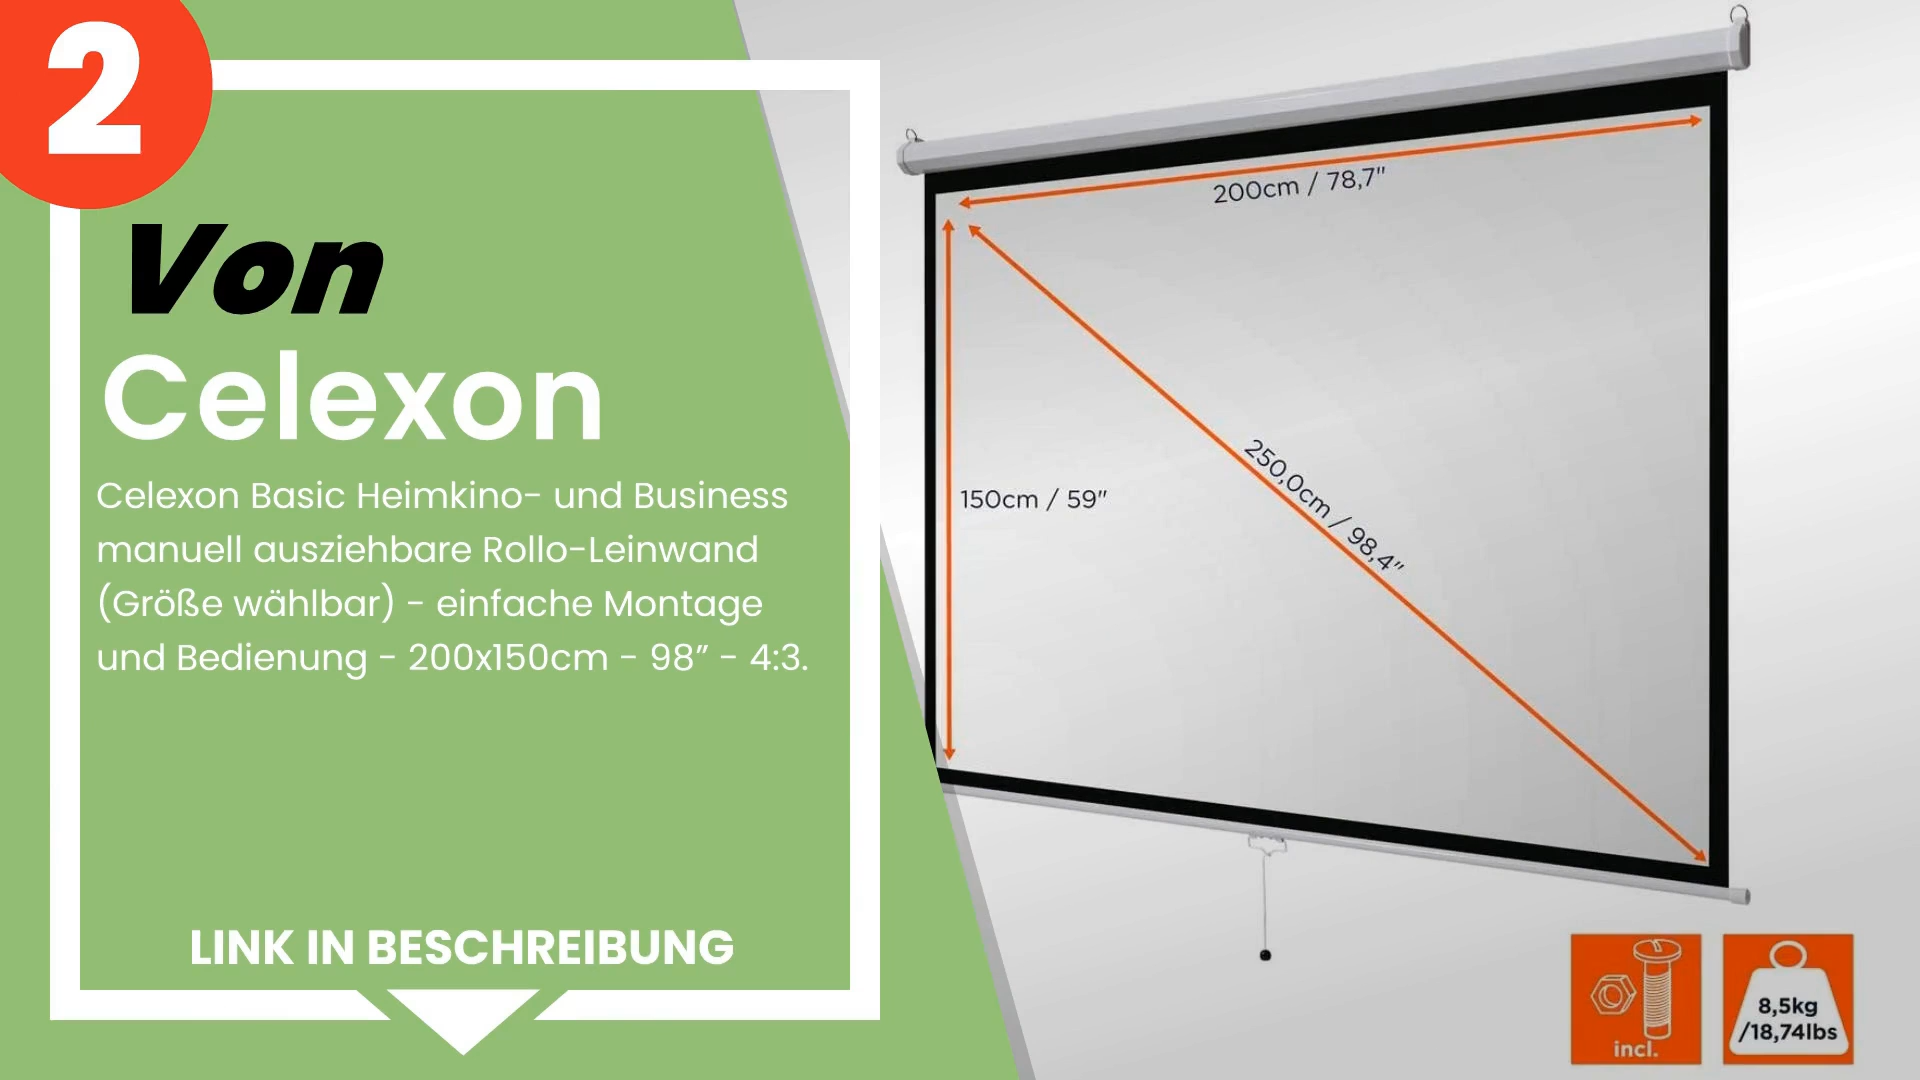 2
Von
Celexon
Celexon Basic Heimkino- und Business
manuell ausziehbare Rollo-Leinwand
(Größe wählbar) - einfache Montage
und Bedienung - 200x150cm - 98” - 4:3.
LINK IN BESCHREIBUNG
200cm / 78,7"
150cm / 59"
250,0cm / 98,4"
incl.
8,5kg
/18,74lbs